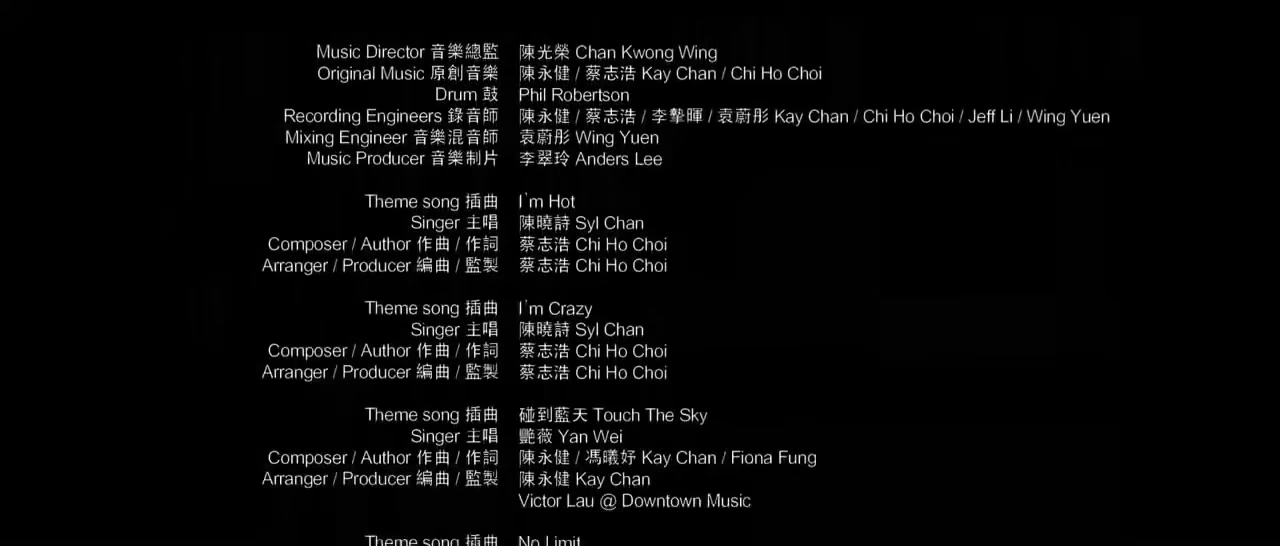 Music Director 音樂總監 陳光榮 Chan Kwong Wing
Original Music 原創音樂 陳永健 / 蔡志浩 Kay Chan / Chi Ho Choi
Drum 鼓 Phil Robertson
Recording Engineers 錄音師 陳永健 / 蔡志浩 / 李摯暉 / 袁蔚彤 Kay Chan / Chi Ho Choi / Jeff Li / Wing Yuen
Mixing Engineer 音樂混音師 袁蔚彤 Wing Yuen
Music Producer 音樂制片 李翠玲 Anders Lee
Theme song 插曲 I'm Hot
Singer 主唱 陳曉詩 Syl Chan
Composer / Author 作曲 / 作詞 蔡志浩 Chi Ho Choi
Arranger / Producer 編曲 / 監製 蔡志浩 Chi Ho Choi
Theme song 插曲 I'm Crazy
Singer 主唱 陳曉詩 Syl Chan
Composer / Author 作曲 / 作詞 蔡志浩 Chi Ho Choi
Arranger / Producer 編曲 / 監製 蔡志浩 Chi Ho Choi
Theme song 插曲 碰到藍天 Touch The Sky
Singer 主唱 艷薇 Yan Wei
Composer / Author 作曲 / 作詞 陳永健 / 馮曦妤 Kay Chan / Fiona Fung
Arranger / Producer 編曲 / 監製 陳永健 Kay Chan
Victor Lau @ Downtown Music
Theme song 插曲 No Limit